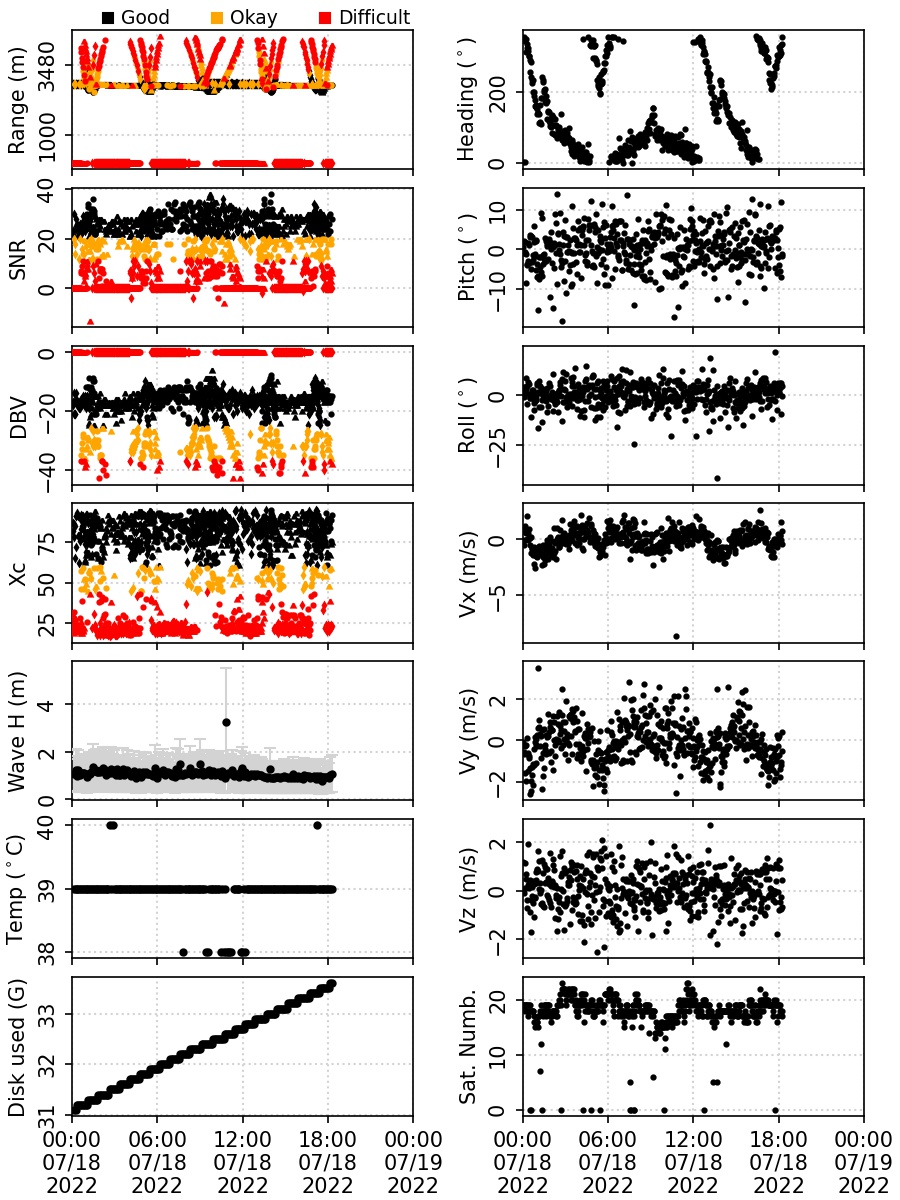 Good Okay Difficult
Range (m)
3480
1000
Heading (°)
200
0
SNR
40
20
0
Pitch (°)
10
0
−10
DBV
0
−20
−40
Roll (°)
0
−25
Xc
75
50
25
Vx (m/s)
0
−5
Wave H (m)
4
2
0
Vy (m/s)
2
0
−2
Temp (°C)
40
39
38
Vz (m/s)
2
0
−2
Disk used (G)
33
32
31
Sat. Numb.
20
10
0
00:00 06:00 12:00 18:00 00:00
07/18 07/18 07/18 07/18 07/19
2022 2022 2022 2022 2022
00:00 06:00 12:00 18:00 00:00
07/18 07/18 07/18 07/18 07/19
2022 2022 2022 2022 2022